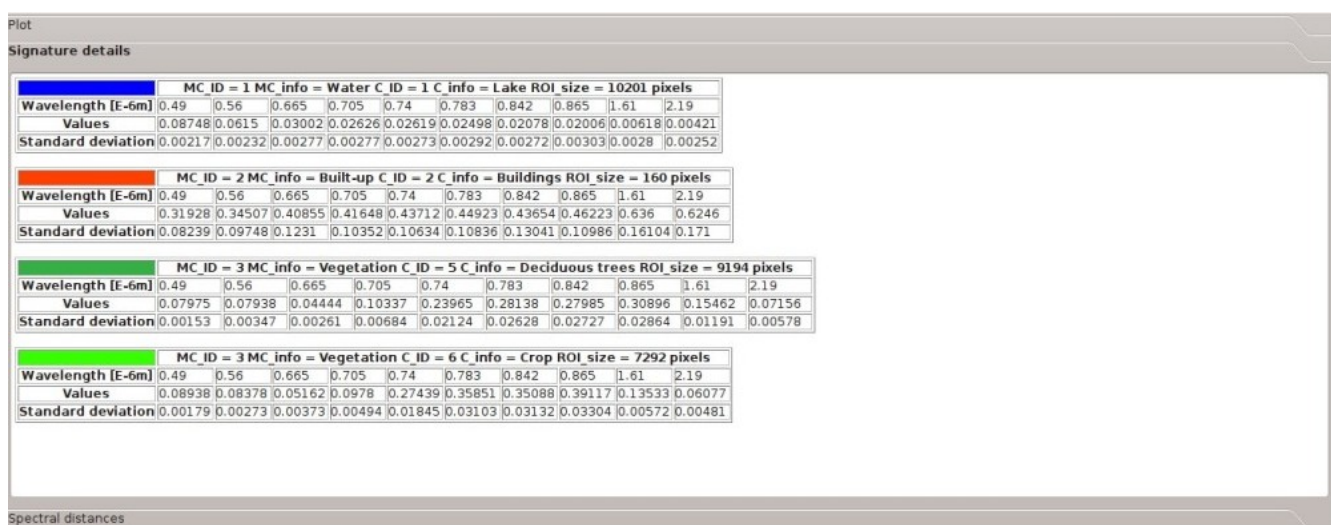 Plot
Signature details
MC_ID = 1 MC_info = Water C_ID = 1 C_info = Lake ROI_size = 10201 pixels
Wavelength [E-6m] 0.49 0.56 0.665 0.705 0.74 0.783 0.842 0.865 1.61 2.19
Values 0.08748 0.0615 0.03002 0.02626 0.02619 0.02498 0.02078 0.02006 0.00618 0.00421
Standard deviation 0.00217 0.00232 0.00277 0.00277 0.00273 0.00292 0.00272 0.00303 0.0028 0.00252
MC_ID = 2 MC_info = Built-up C_ID = 2 C_info = Buildings ROI_size = 160 pixels
Wavelength [E-6m] 0.49 0.56 0.665 0.705 0.74 0.783 0.842 0.865 1.61 2.19
Values 0.31928 0.34507 0.40855 0.41648 0.43712 0.44923 0.43654 0.46223 0.636 0.6246
Standard deviation 0.08239 0.09748 0.1231 0.10352 0.10634 0.10836 0.13041 0.10986 0.16104 0.171
MC_ID = 3 MC_info = Vegetation C_ID = 5 C_info = Deciduous trees ROI_size = 9194 pixels
Wavelength [E-6m] 0.49 0.56 0.665 0.705 0.74 0.783 0.842 0.865 1.61 2.19
Values 0.07975 0.07938 0.04444 0.10337 0.23965 0.28138 0.27985 0.30896 0.15462 0.07156
Standard deviation 0.00153 0.00347 0.00261 0.00684 0.02124 0.02628 0.02727 0.02864 0.01191 0.00578
MC_ID = 3 MC_info = Vegetation C_ID = 6 C_info = Crop ROI_size = 7292 pixels
Wavelength [E-6m] 0.49 0.56 0.665 0.705 0.74 0.783 0.842 0.865 1.61 2.19
Values 0.08938 0.08378 0.05162 0.0978 0.27439 0.35851 0.35088 0.39117 0.13533 0.06077
Standard deviation 0.00179 0.00273 0.00373 0.00494 0.01845 0.03103 0.03132 0.03304 0.00572 0.00481
Spectral distances